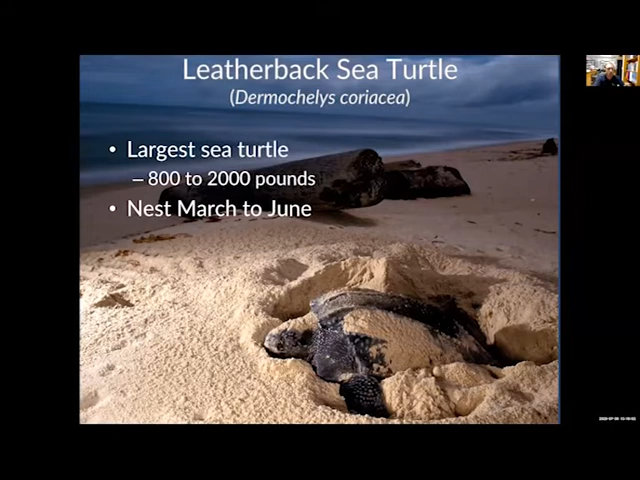 Leatherback Sea Turtle
(Dermochelys coriacea)
• Largest sea turtle
– 800 to 2000 pounds
• Nest March to June